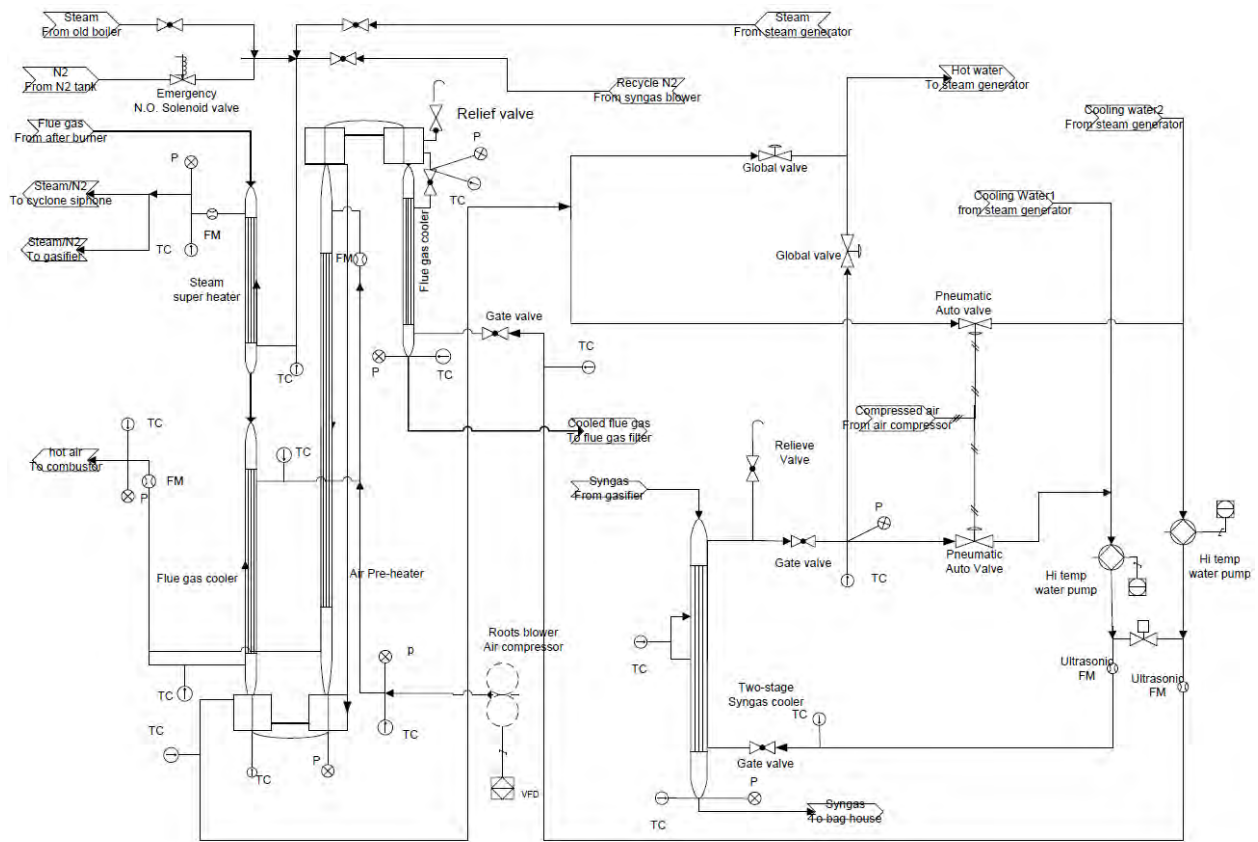 Steam
From old boiler
Steam
From steam generator
N2
From N2 tank
Emergency
N.O. Solenoid valve
Recycle N2
From syngas blower
Hot water
To steam generator
Cooling water2
From steam generator
Flue gas
From after burner
Relief valve
P
P
TC
Global valve
Steam/N2
To cyclone siphone
FM
TC
Steam/N2
To gasifier
Cooling Water1
from steam generator
Flue gas cooler
FM
Global valve
Steam
super heater
Gate valve
Pneumatic
Auto valve
TC
P
TC
TC
TC
hot air
To combustor
FM
P
TC
Cooled flue gas
To flue gas filter
Compressed air
From air compressor
Relieve
Valve
Syngas
From gasifier
P
Gate valve
TC
Pneumatic
Auto Valve
Hi temp
water pump
Hi temp
water pump
Flue gas cooler
Air Pre-heater
Roots blower
Air compressor
p
TC
TC
TC
TC
P
TC
VFD
Two-stage
Syngas cooler
TC
Gate valve
Ultrasonic
FM
Ultrasonic
FM
P
TC
Syngas
To bag house